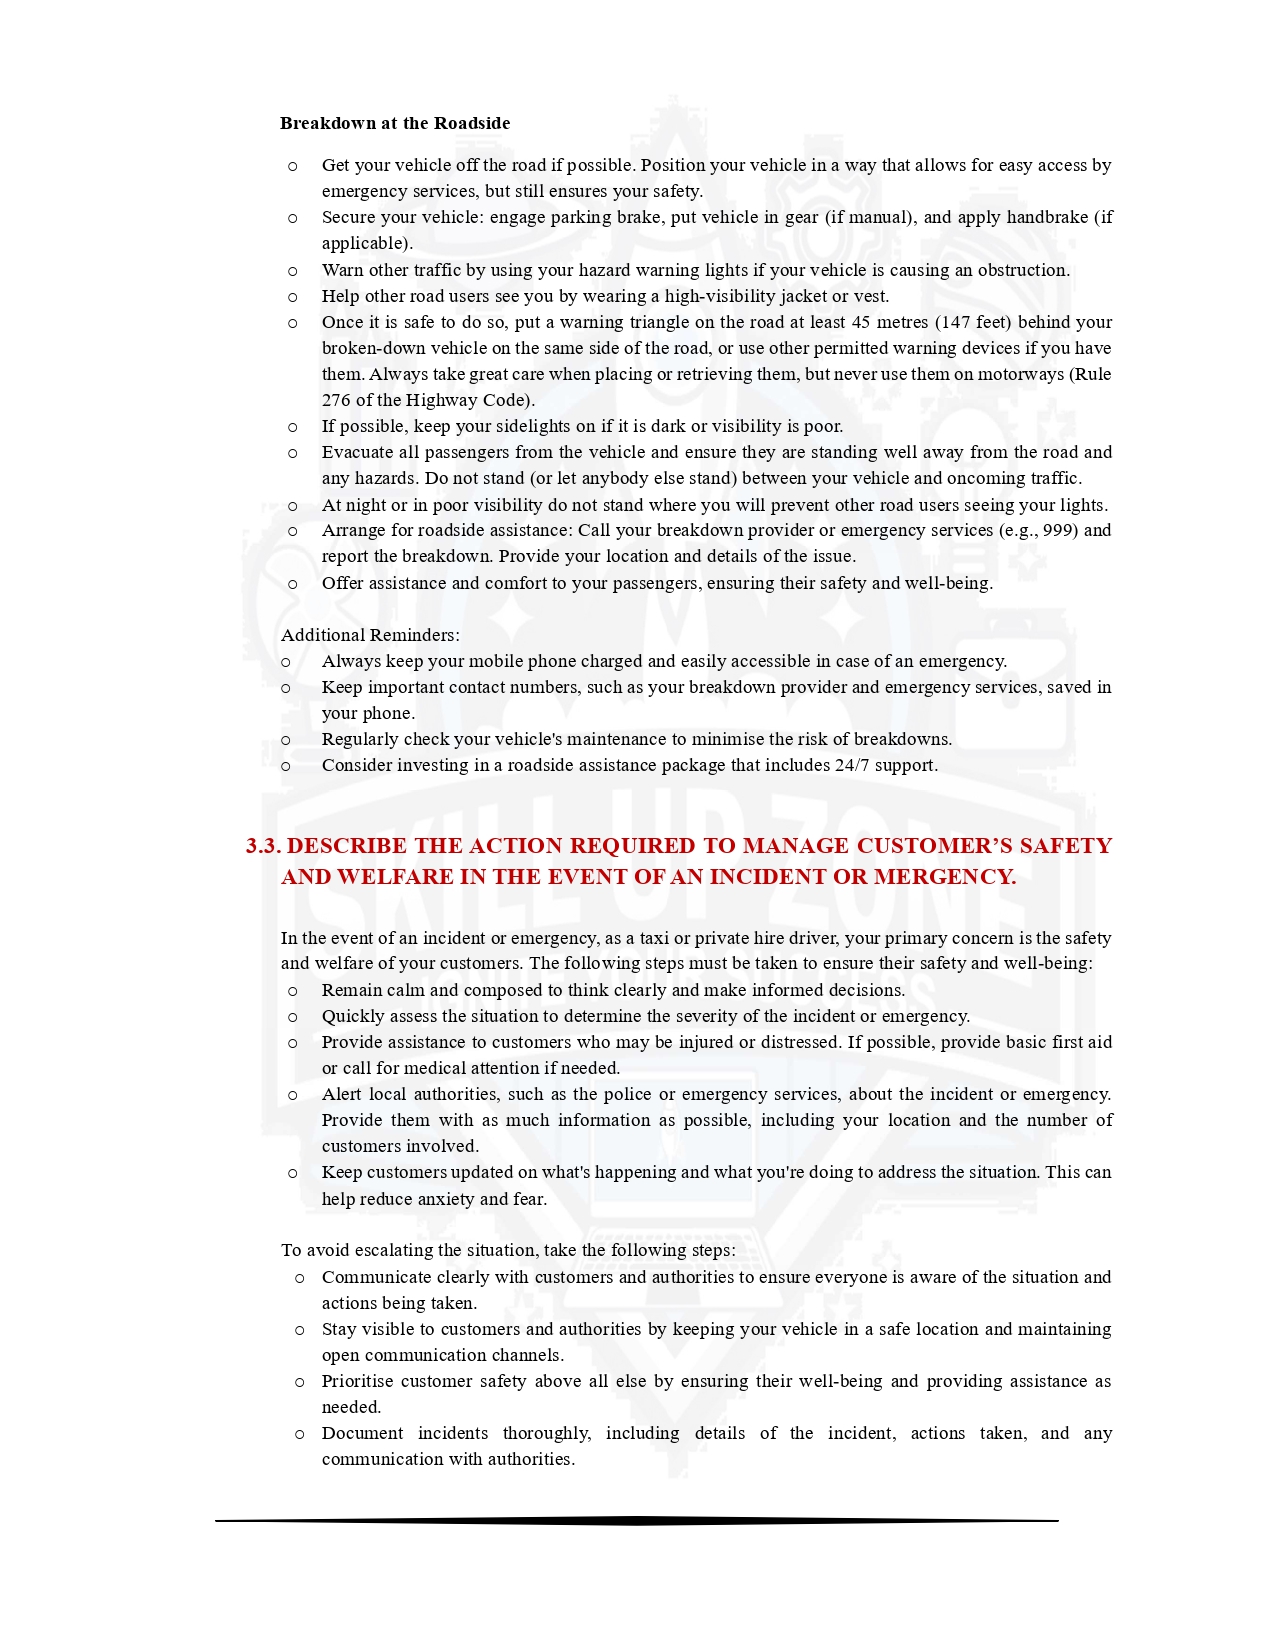 Breakdown at the Roadside
o Get your vehicle off the road if possible. Position your vehicle in a way that allows for easy access by
emergency services, but still ensures your safety.
o Secure your vehicle: engage parking brake, put vehicle in gear (if manual), and apply handbrake (if
applicable).
o Warn other traffic by using your hazard warning lights if your vehicle is causing an obstruction.
o Help other road users see you by wearing a high-visibility jacket or vest.
o Once it is safe to do so, put a warning triangle on the road at least 45 metres (147 feet) behind your
broken-down vehicle on the same side of the road, or use other permitted warning devices if you have
them. Always take great care when placing or retrieving them, but never use them on motorways (Rule
276 of the Highway Code).
o If possible, keep your sidelights on if it is dark or visibility is poor.
o Evacuate all passengers from the vehicle and ensure they are standing well away from the road and
any hazards. Do not stand (or let anybody else stand) between your vehicle and oncoming traffic.
o At night or in poor visibility do not stand where you will prevent other road users seeing your lights.
o Arrange for roadside assistance: Call your breakdown provider or emergency services (e.g., 999) and
report the breakdown. Provide your location and details of the issue.
o Offer assistance and comfort to your passengers, ensuring their safety and well-being.
Additional Reminders:
o Always keep your mobile phone charged and easily accessible in case of an emergency.
o Keep important contact numbers, such as your breakdown provider and emergency services, saved in
your phone.
o Regularly check your vehicle's maintenance to minimise the risk of breakdowns.
o Consider investing in a roadside assistance package that includes 24/7 support.
SKILL UP ZONE
3.3. DESCRIBE THE ACTION REQUIRED TO MANAGE CUSTOMER’S SAFETY
AND WELFARE IN THE EVENT OF AN INCIDENT OR MERGENCY.
In the event of an incident or emergency, as a taxi or private hire driver, your primary concern is the safety
and welfare of your customers. The following steps must be taken to ensure their safety and well-being:
o Remain calm and composed to think clearly and make informed decisions.
o Quickly assess the situation to determine the severity of the incident or emergency.
o Provide assistance to customers who may be injured or distressed. If possible, provide basic first aid
or call for medical attention if needed.
o Alert local authorities, such as the police or emergency services, about the incident or emergency.
Provide them with as much information as possible, including your location and the number of
customers involved.
o Keep customers updated on what's happening and what you're doing to address the situation. This can
help reduce anxiety and fear.
To avoid escalating the situation, take the following steps:
o Communicate clearly with customers and authorities to ensure everyone is aware of the situation and
actions being taken.
o Stay visible to customers and authorities by keeping your vehicle in a safe location and maintaining
open communication channels.
o Prioritise customer safety above all else by ensuring their well-being and providing assistance as
needed.
o Document incidents thoroughly, including details of the incident, actions taken, and any
communication with authorities.